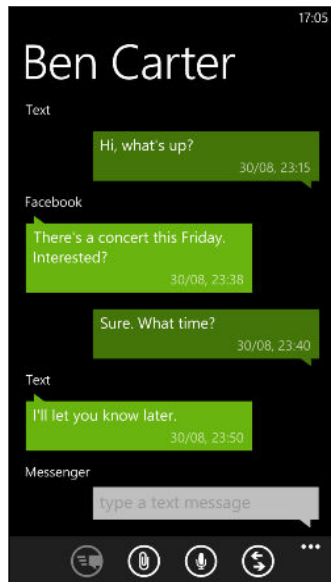 17:05
Ben Carter
Text
Hi, what's up?
30/08, 23:15
Facebook
There's a concert this Friday.
Interested?
30/08, 23:38
Sure. What time?
30/08, 23:40
Text
I'll let you know later.
30/08, 23:50
Messenger
type a text message